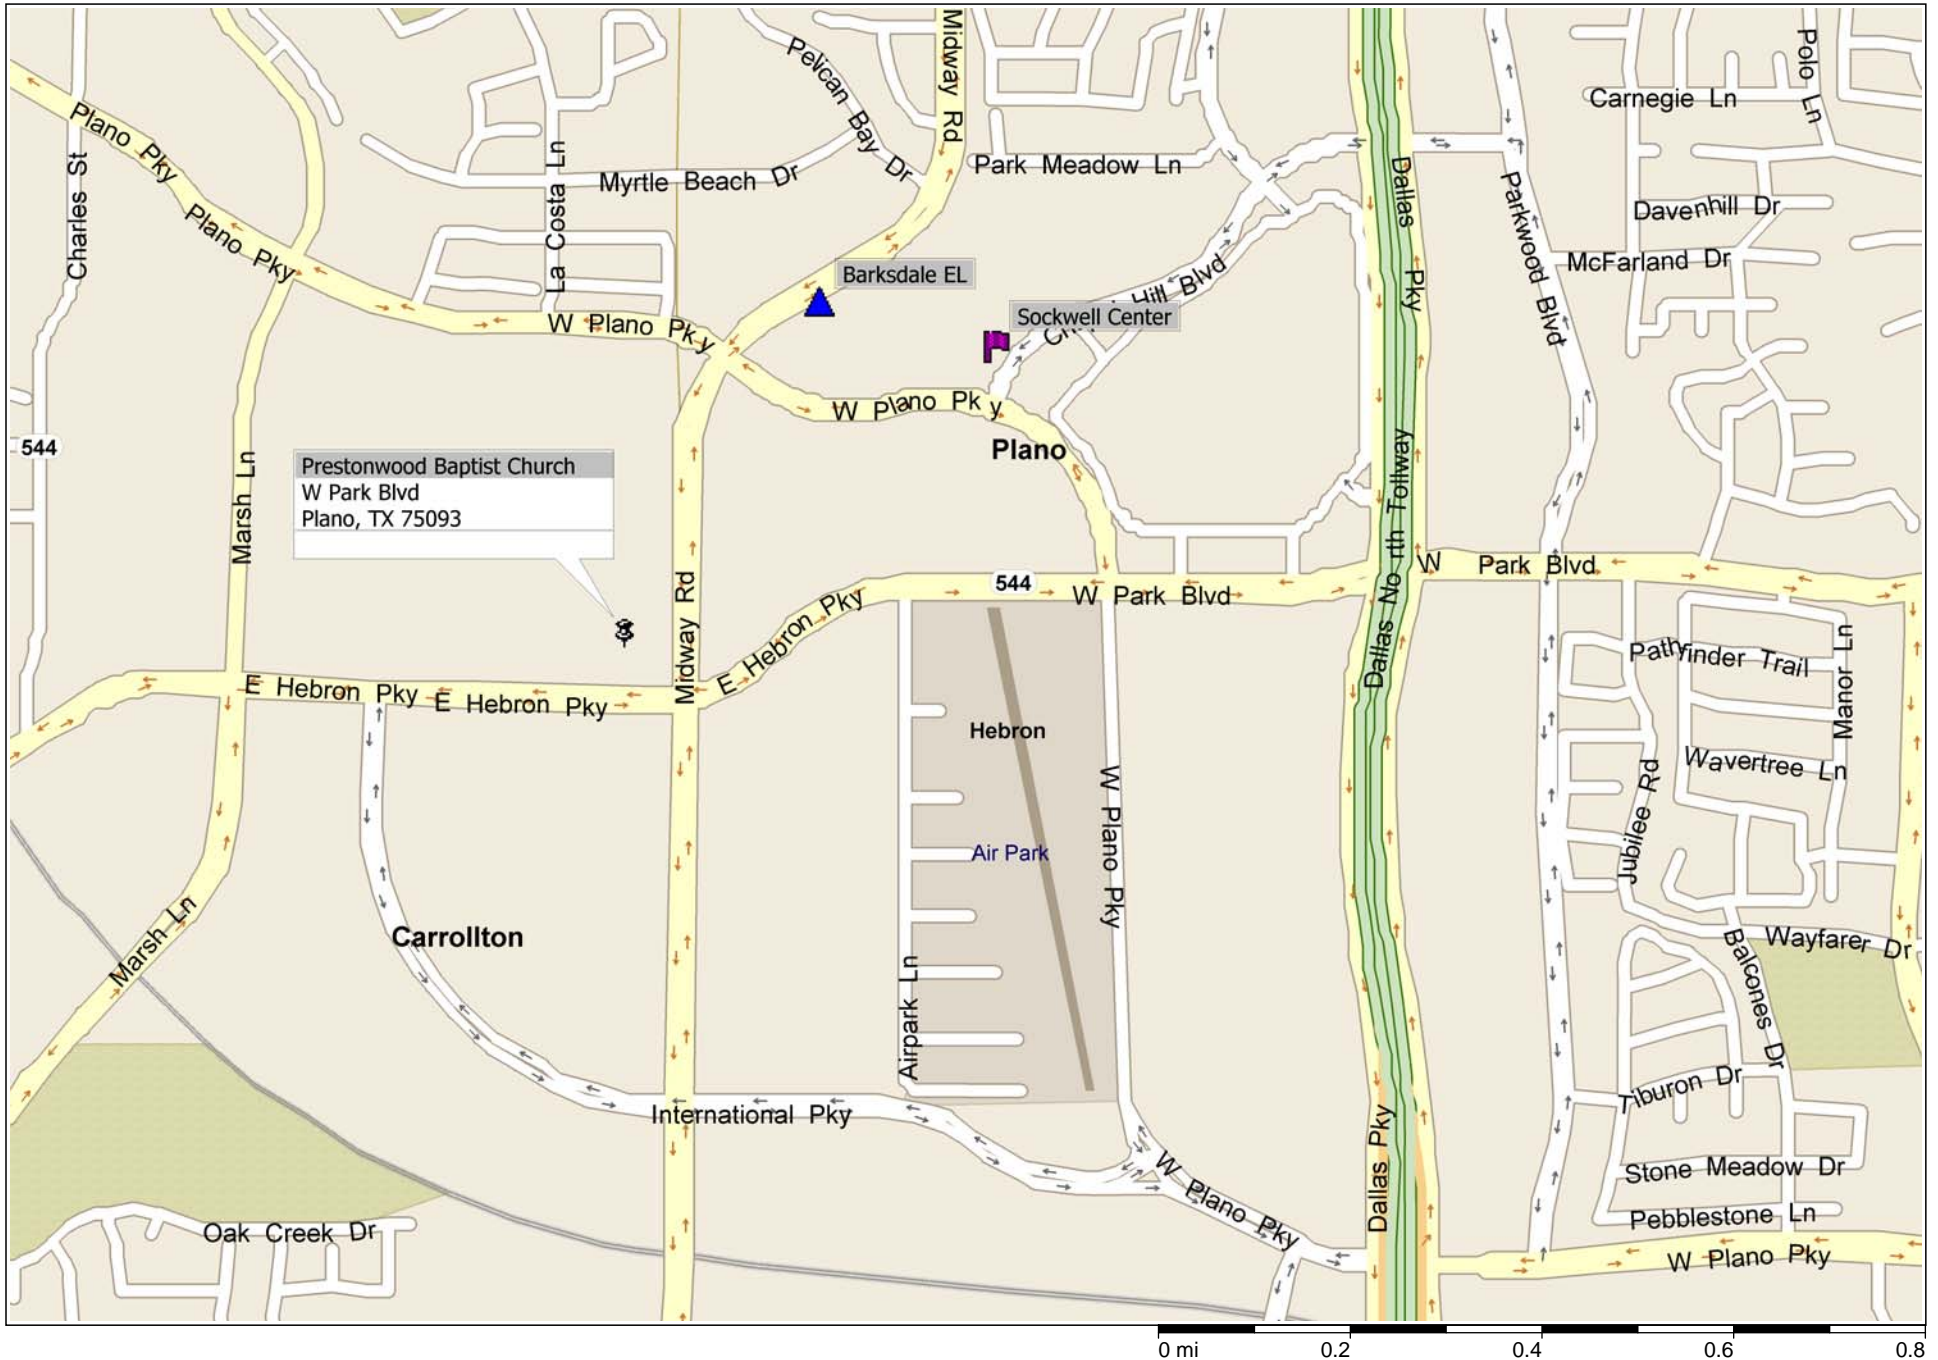 Midway Rd
Pelican Bay Dr
Polo Ln
Carnegie Ln
Plano Pky
Charles St
La Costa Ln
Myrtle Beach Dr
Park Meadow Ln
Dallas Pky
Parkwood Blvd
Davenhill Dr
Plano Pky
McFarland Dr
Barksdale EL
Hill Blvd
Sockwell Center
W Plano Pky
W Plano Pky
Plano
544
Marsh Ln
Prestonwood Baptist Church
W Park Blvd
Plano, TX 75093
Dallas North Tollway
544
W Park Blvd
W Park Blvd
Midway Rd
E Hebron Pky
E Hebron Pky
E Hebron Pky
Pathfinder Trail
Manor Ln
Hebron
Wavertree Ln
Jubilee Rd
W Plano Pky
Air Park
Marsh Ln
Carrollton
Wayfarer Dr
Balcones Dr
Airpark Ln
Tiburon Dr
International Pky
Dallas Pky
W Plano Pky
Stone Meadow Dr
Pebblestone Ln
Oak Creek Dr
W Plano Pky
0 mi 0.2 0.4 0.6 0.8